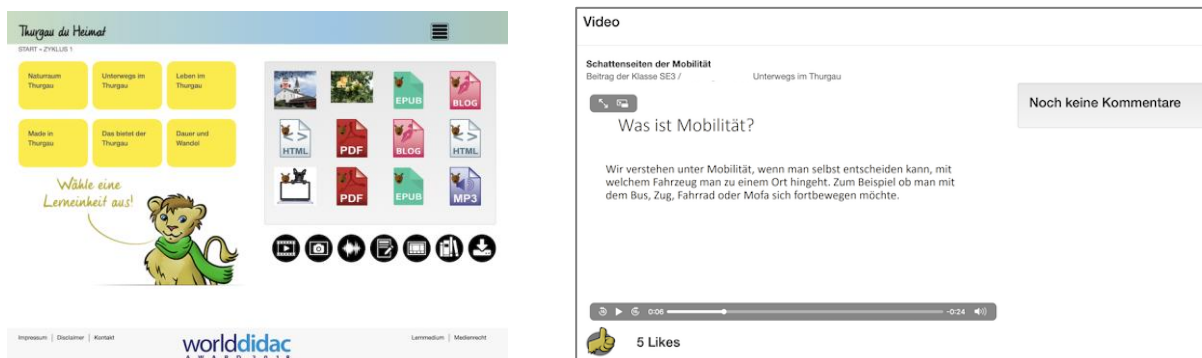 Thurgau du Heimat
START » ZYKLUS 1
Naturraum
Thurgau
Unterwegs im
Thurgau
Leben im
Thurgau
Made in
Thurgau
Das bietet der
Thurgau
Dauer und
Wandel
Wähle eine
Lerneinheit aus!
EPUB
BLOG
HTML
PDF
BLOG
HTML
PDF
EPUB
MP3
Impressum | Disclaimer | Kontakt
worlddidac
AWARD 2018
Lernmedium | Medienrecht
Video
Schattenseiten der Mobilität
Beitrag der Klasse SE3 / Unterwegs im Thurgau
Noch keine Kommentare
Was ist Mobilität?
Wir verstehen unter Mobilität, wenn man selbst entscheiden kann, mit
welchem Fahrzeug man zu einem Ort hingeht. Zum Beispiel ob man mit
dem Bus, Zug, Fahrrad oder Mofa sich fortbewegen möchte.
0:06
-0:24
5 Likes